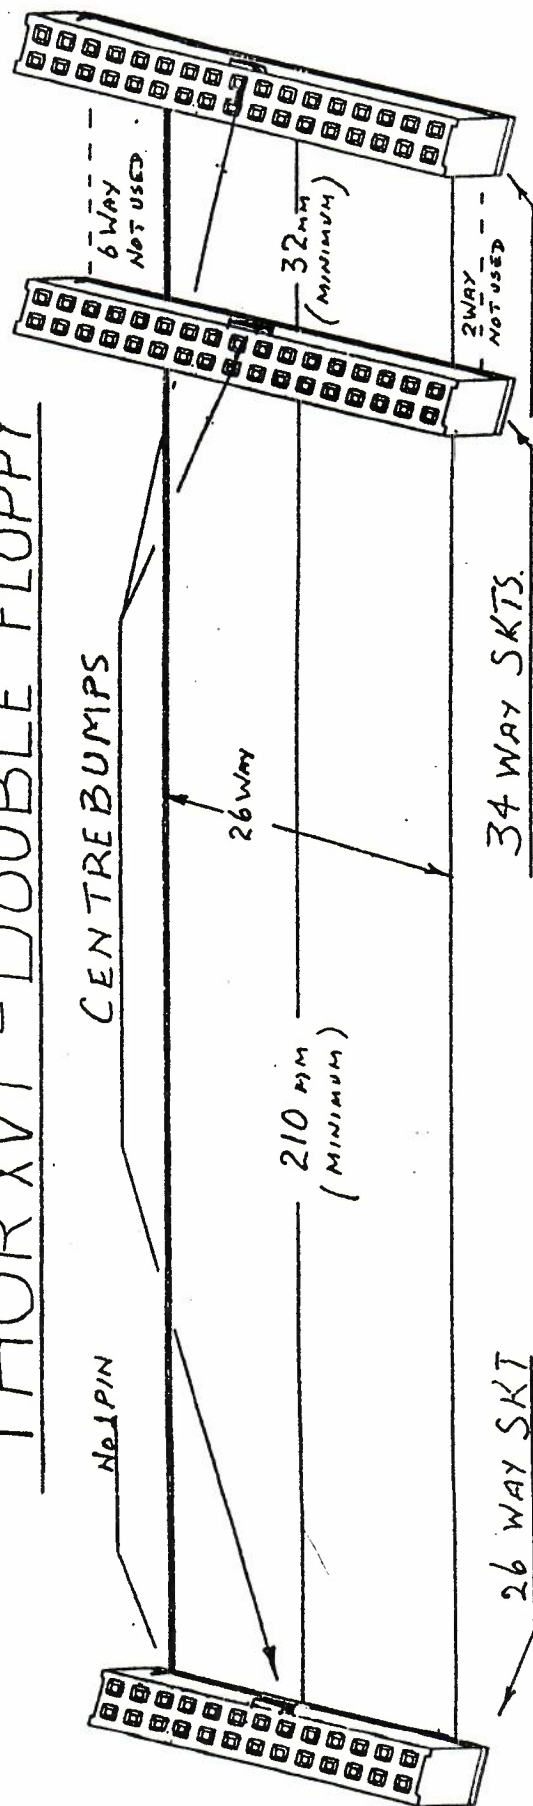 THOR XVI - DOUBLE FLOPPY
CENTREBUMPS
No 1 PIN
6 WAY
NOT USED
26 WAY
210 MM
(MINIMUM)
32 MM
(MINIMUM)
2 WAY
NOT USED
26 WAY SKT
34 WAY SKTS.